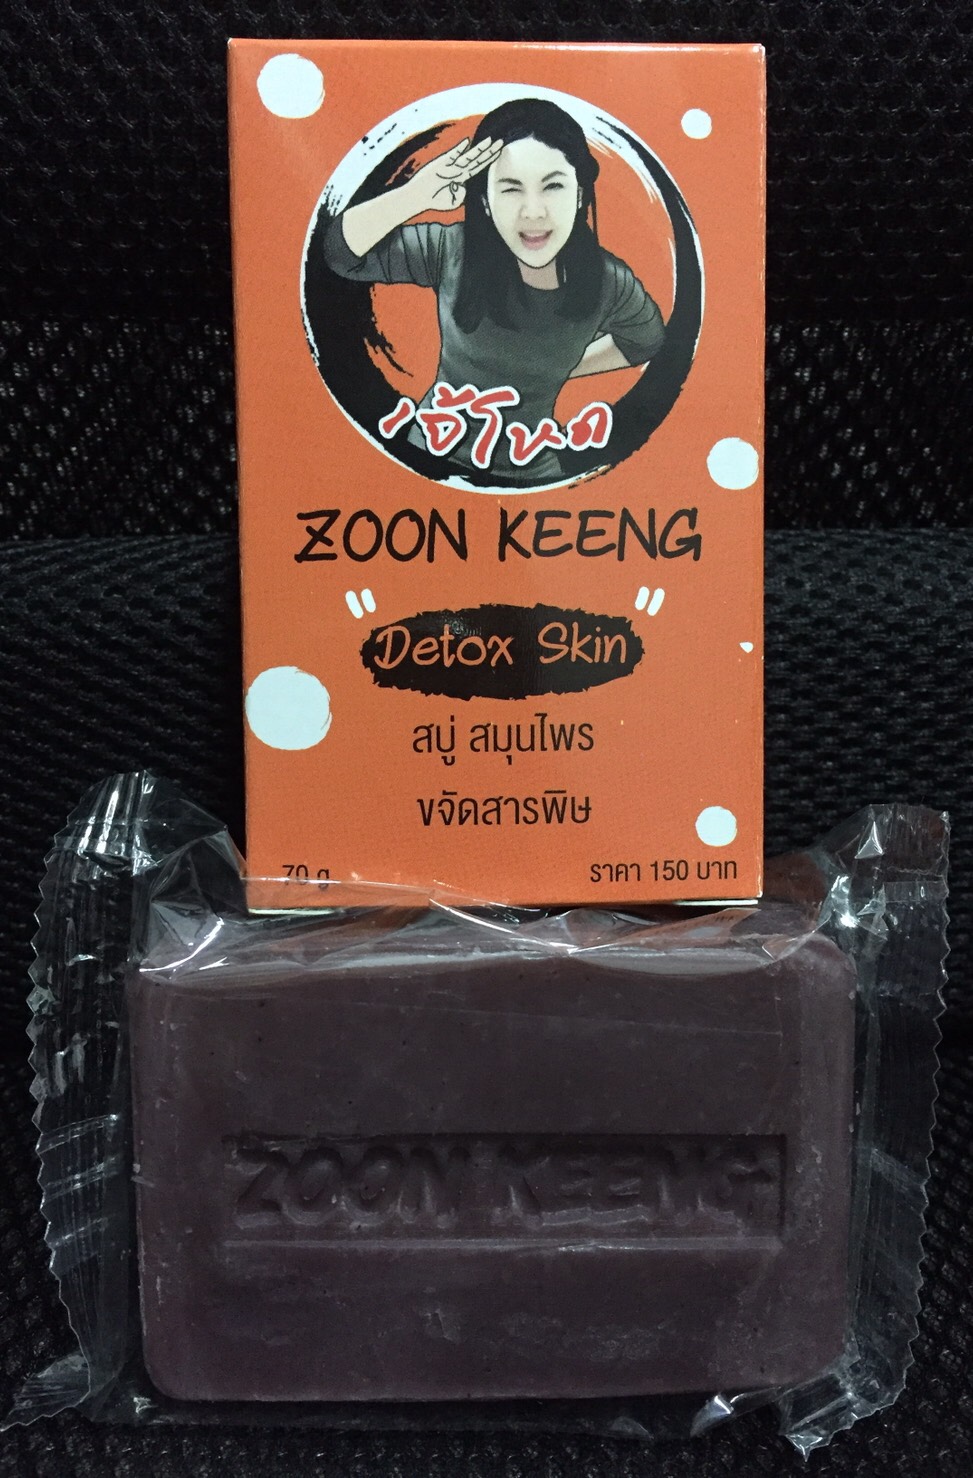 เจ๊โหด
ZOON KEENG
"Detox Skin"
สบู่ สมุนไพร
ขจัดสารพิษ
70 g
ราคา 150 บาท
ZOON KEENG